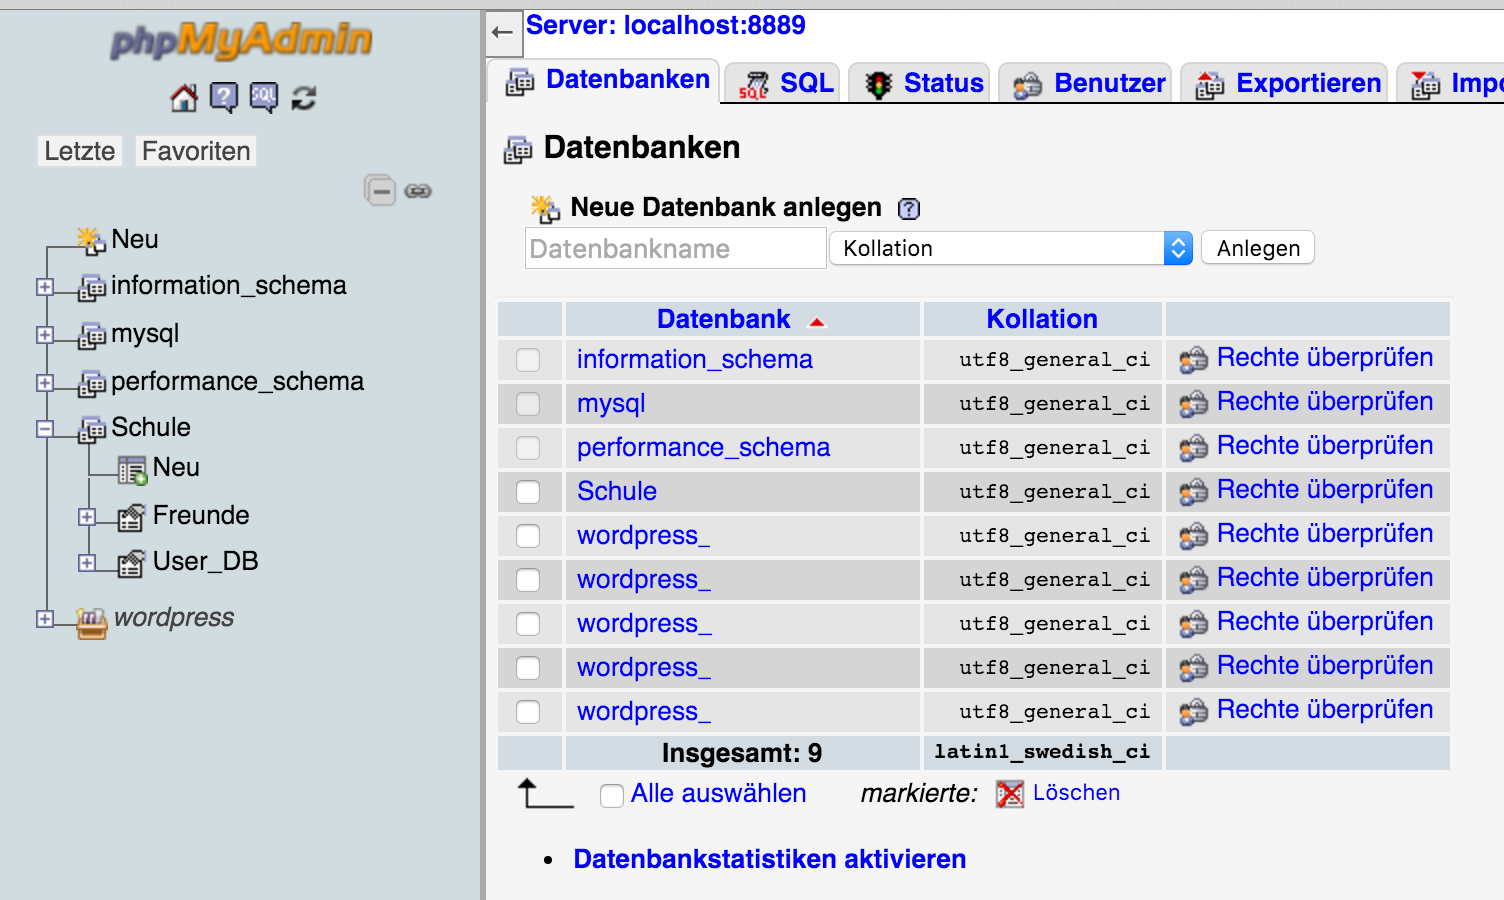 phpMyAdmin
Letzte Favoriten
Neu
information_schema
mysql
performance_schema
Schule
Neu
Freunde
User_DB
wordpress
Server: localhost:8889
Datenbanken SQL Status Benutzer Exportieren Impo
Datenbanken
Neue Datenbank anlegen
Datenbankname Kollation Anlegen
Datenbank Kollation
information_schema utf8_general_ci Rechte überprüfen
mysql utf8_general_ci Rechte überprüfen
performance_schema utf8_general_ci Rechte überprüfen
Schule utf8_general_ci Rechte überprüfen
wordpress_ utf8_general_ci Rechte überprüfen
wordpress_ utf8_general_ci Rechte überprüfen
wordpress_ utf8_general_ci Rechte überprüfen
wordpress_ utf8_general_ci Rechte überprüfen
wordpress_ utf8_general_ci Rechte überprüfen
Insgesamt: 9 latin1_swedish_ci
Alle auswählen markierte: Löschen
• Datenbankstatistiken aktivieren